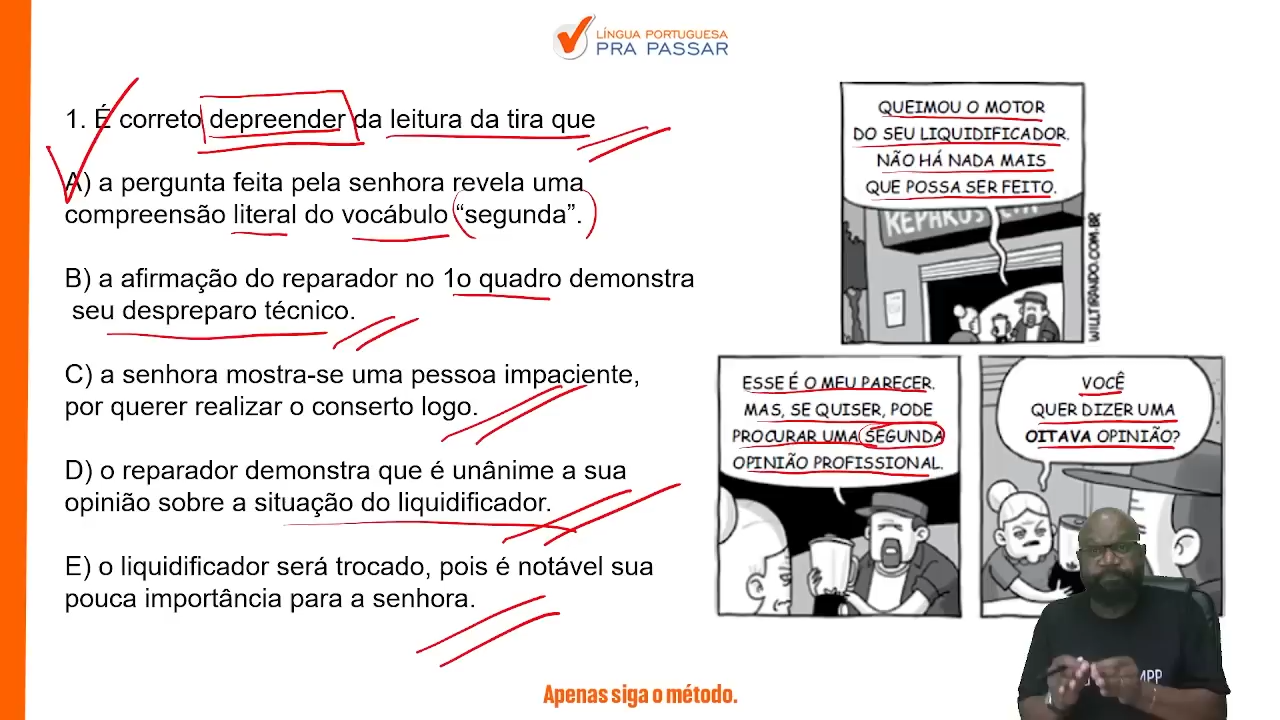 LÍNGUA PORTUGUESA
PRA PASSAR
1. É correto depreender da leitura da tira que
A) a pergunta feita pela senhora revela uma
compreensão literal do vocábulo “segunda”.
B) a afirmação do reparador no 1o quadro demonstra
seu despreparo técnico.
C) a senhora mostra-se uma pessoa impaciente,
por querer realizar o conserto logo.
D) o reparador demonstra que é unânime a sua
opinião sobre a situação do liquidificador.
E) o liquidificador será trocado, pois é notável sua
pouca importância para a senhora.
QUEIMOU O MOTOR
DO SEU LIQUIDIFICADOR.
NÃO HÁ NADA MAIS
QUE POSSA SER FEITO.
WILLTIRANDO.COM.BR
ESSE É O MEU PARECER.
MAS, SE QUISER, PODE
PROCURAR UMA SEGUNDA
OPINIÃO PROFISSIONAL.
VOCÊ
QUER DIZER UMA
OITAVA OPINIÃO?
MPP
Apenas siga o método.